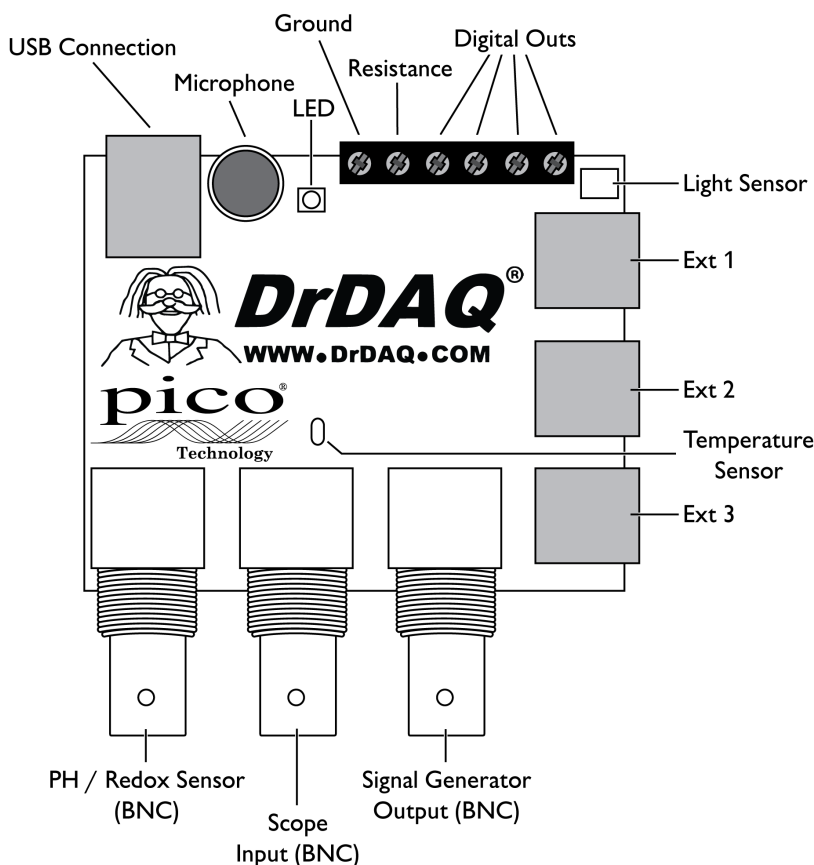 Ground
USB Connection
Digital Outs
Resistance
Microphone
LED
Light Sensor
Ext 1
DrDAQ®
WWW.DrDAQ.COM
Ext 2
pico®
Technology
Temperature
Sensor
Ext 3
PH / Redox Sensor
(BNC)
Signal Generator
Output (BNC)
Scope
Input (BNC)